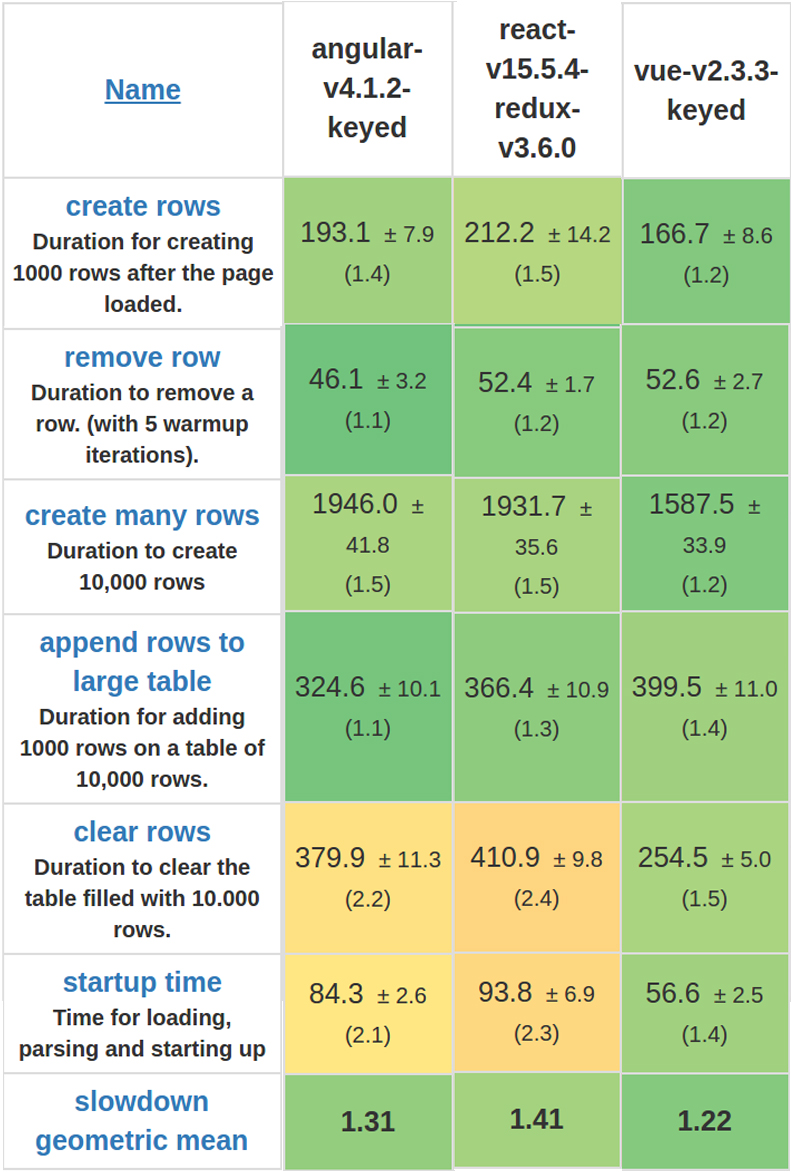 Name
angular-
v4.1.2-
keyed
react-
v15.5.4-
redux-
v3.6.0
vue-v2.3.3-
keyed
create rows
Duration for creating
1000 rows after the page
loaded.
193.1 ± 7.9
(1.4)
212.2 ± 14.2
(1.5)
166.7 ± 8.6
(1.2)
remove row
Duration to remove a
row. (with 5 warmup
iterations).
46.1 ± 3.2
(1.1)
52.4 ± 1.7
(1.2)
52.6 ± 2.7
(1.2)
create many rows
Duration to create
10,000 rows
1946.0 ±
41.8
(1.5)
1931.7 ±
35.6
(1.5)
1587.5 ±
33.9
(1.2)
append rows to
large table
Duration for adding
1000 rows on a table of
10,000 rows.
324.6 ± 10.1
(1.1)
366.4 ± 10.9
(1.3)
399.5 ± 11.0
(1.4)
clear rows
Duration to clear the
table filled with 10.000
rows.
379.9 ± 11.3
(2.2)
410.9 ± 9.8
(2.4)
254.5 ± 5.0
(1.5)
startup time
Time for loading,
parsing and starting up
84.3 ± 2.6
(2.1)
93.8 ± 6.9
(2.3)
56.6 ± 2.5
(1.4)
slowdown
geometric mean
1.31
1.41
1.22